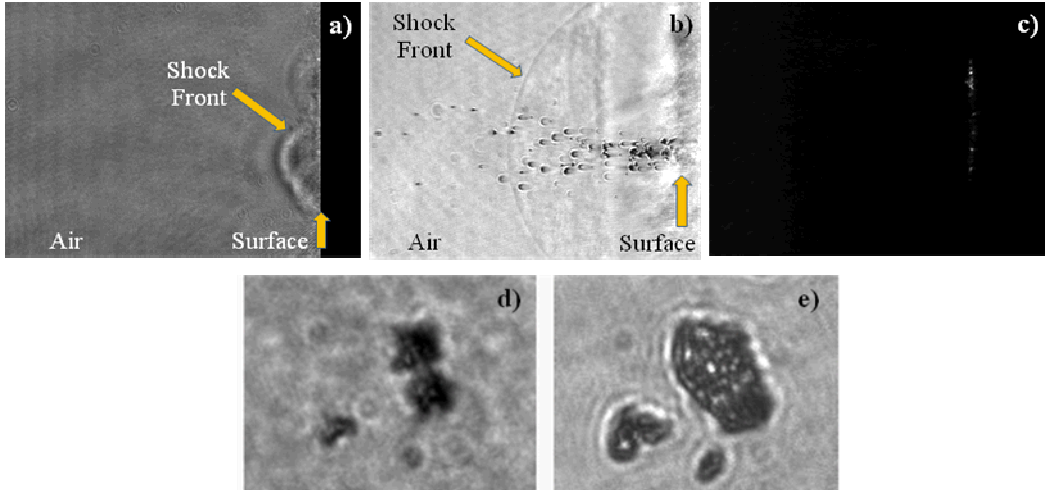 a)
Shock
Front
Air
Surface
b)
Shock
Front
Air
Surface
c)
d)
e)